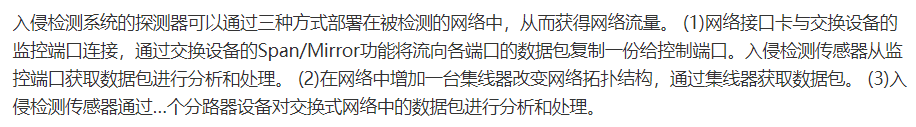 入侵检测系统的探测器可以通过三种方式部署在被检测的网络中，从而获得网络流量。 (1)网络接口卡与交换设备的
监控端口连接，通过交换设备的Span/Mirror功能将流向各端口的数据包复制一份给控制端口。入侵检测传感器从监
控端口获取数据包进行分析和处理。 (2)在网络中增加一台集线器改变网络拓扑结构，通过集线器获取数据包。 (3)入
侵检测传感器通过…个分路器设备对交换式网络中的数据包进行分析和处理。